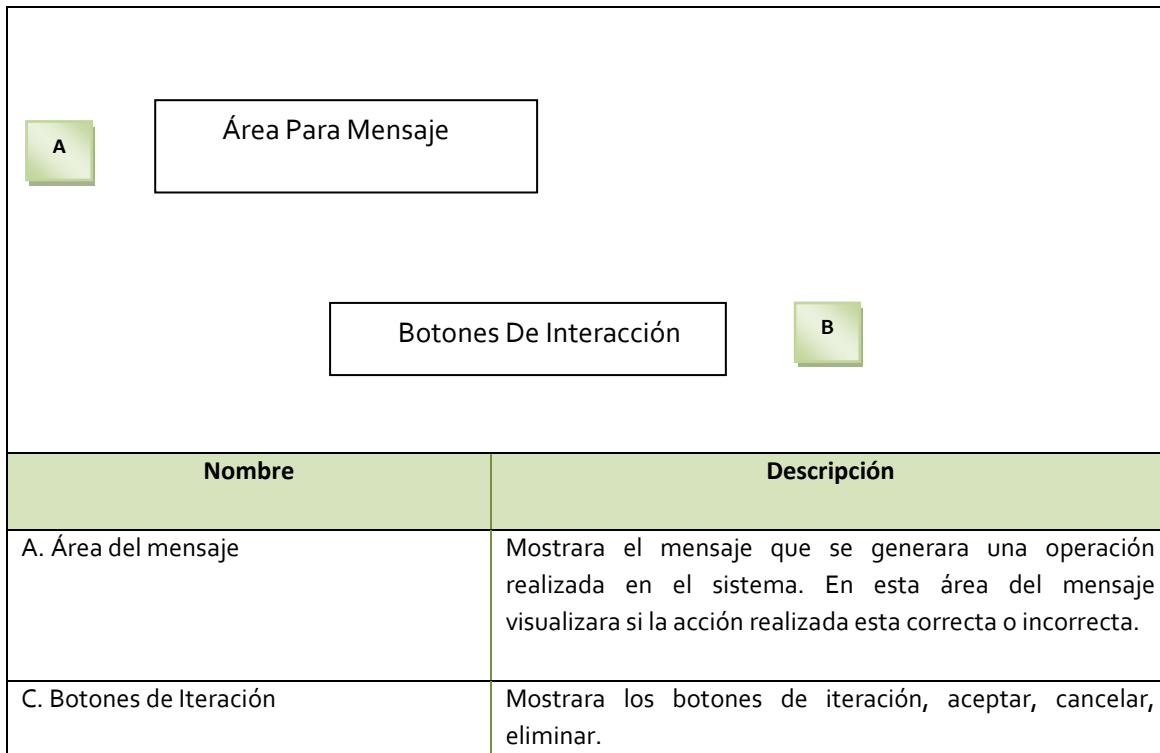 Área Para Mensaje
A
Botones De Interacción
B
Nombre
Descripción
A. Área del mensaje
Mostrara el mensaje que se generara una operación
realizada en el sistema. En esta área del mensaje
visualizara si la acción realizada esta correcta o incorrecta.
C. Botones de Iteración
Mostrara los botones de iteración, aceptar, cancelar,
eliminar.